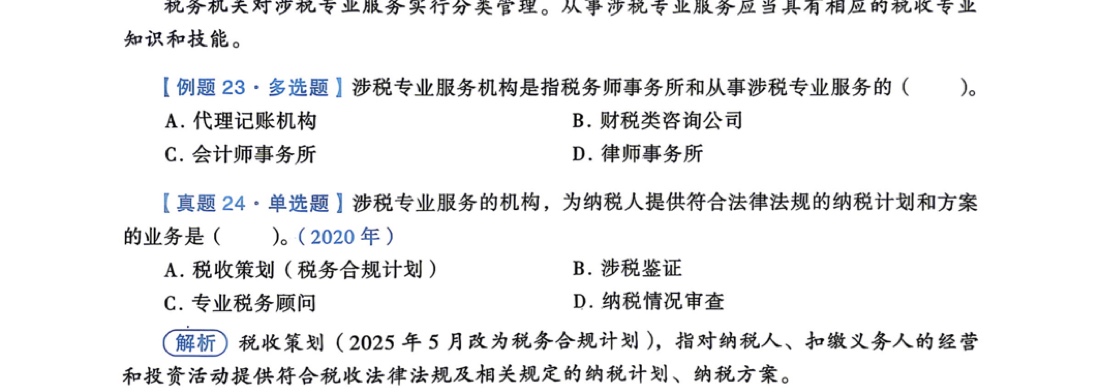 税务机关对涉税专业服务实行分类管理。从事涉税专业服务应当具有相应的税收专业
知识和技能。
【例题 23·多选题】涉税专业服务机构是指税务师事务所和从事涉税专业服务的（　　）。
A. 代理记账机构　　B. 财税类咨询公司
C. 会计师事务所　　D. 律师事务所
【真题 24·单选题】涉税专业服务的机构，为纳税人提供符合法律法规的纳税计划和方案
的业务是（　　）。（2020 年）
A. 税收策划（税务合规计划）　　B. 涉税鉴证
C. 专业税务顾问　　D. 纳税情况审查
解析 税收策划（2025 年 5 月改为税务合规计划），指对纳税人、扣缴义务人的经营
和投资活动提供符合税收法律法规及相关规定的纳税计划、纳税方案。